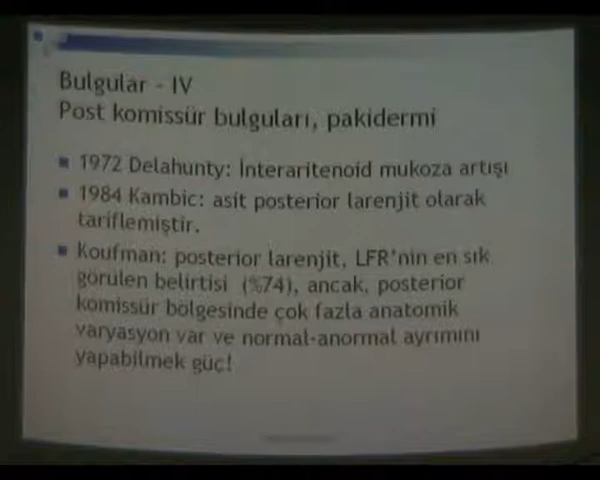 Bulgular - IV
Post komissür bulguları, pakidermi
1972 Delahunty: İnteraritenoid mukoza artışı
1984 Kambic: asit posterior larenjit olarak
tariflemiştir.
Koufman: posterior larenjit, LFR'nin en sık
görülen belirtisi (%74), ancak, posterior
komissür bölgesinde çok fazla anatomik
varyasyon var ve normal-anormal ayrımını
yapabilmek güç!